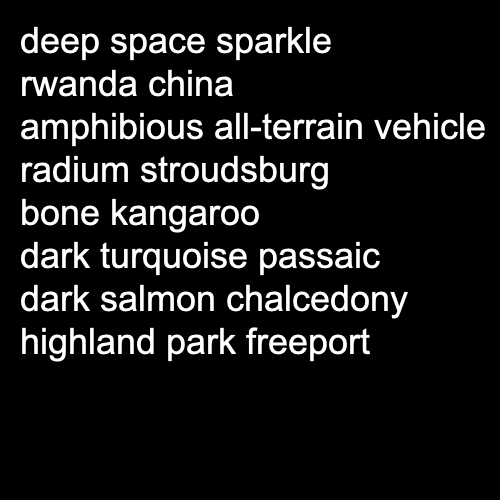 deep space sparkle
rwanda china
amphibious all-terrain vehicle
radium stroudsburg
bone kangaroo
dark turquoise passaic
dark salmon chalcedony
highland park freeport